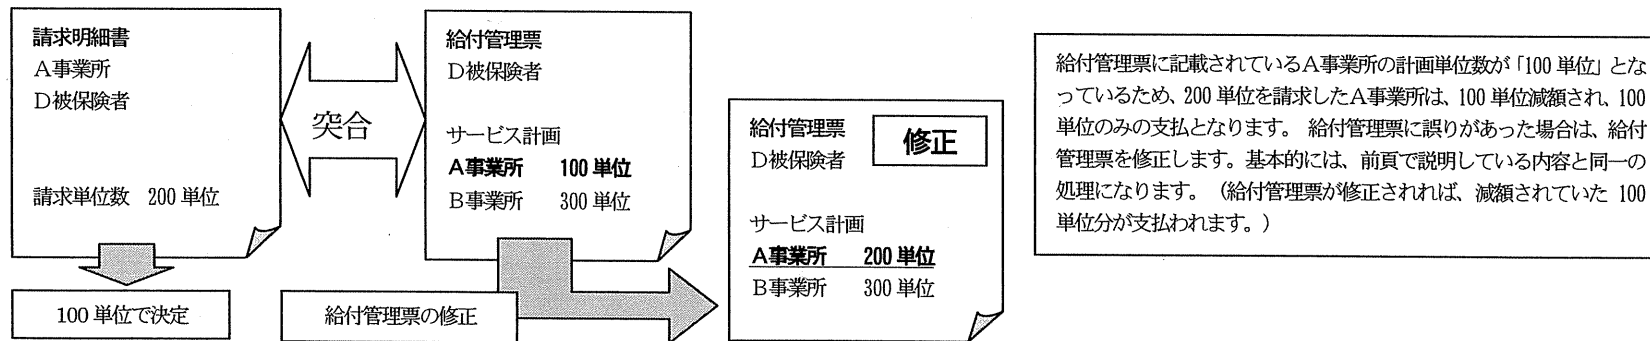 請求明細書
A事業所
D被保険者
請求単位数 200単位
突合
給付管理票
D被保険者
サービス計画
A事業所 100単位
B事業所 300単位
100単位で決定
給付管理票の修正
給付管理票
修正
D被保険者
サービス計画
A事業所 200単位
B事業所 300単位
給付管理票に記載されているA事業所の計画単位数が「100単位」とな
っているため、200単位を請求したA事業所は、100単位減額され、100
単位のみの支払となります。 給付管理票に誤りがあった場合は、給付
管理票を修正します。基本的には、前頁で説明している内容と同一の
処理になります。(給付管理票が修正されれば、減額されていた 100
単位分が支払われます。)